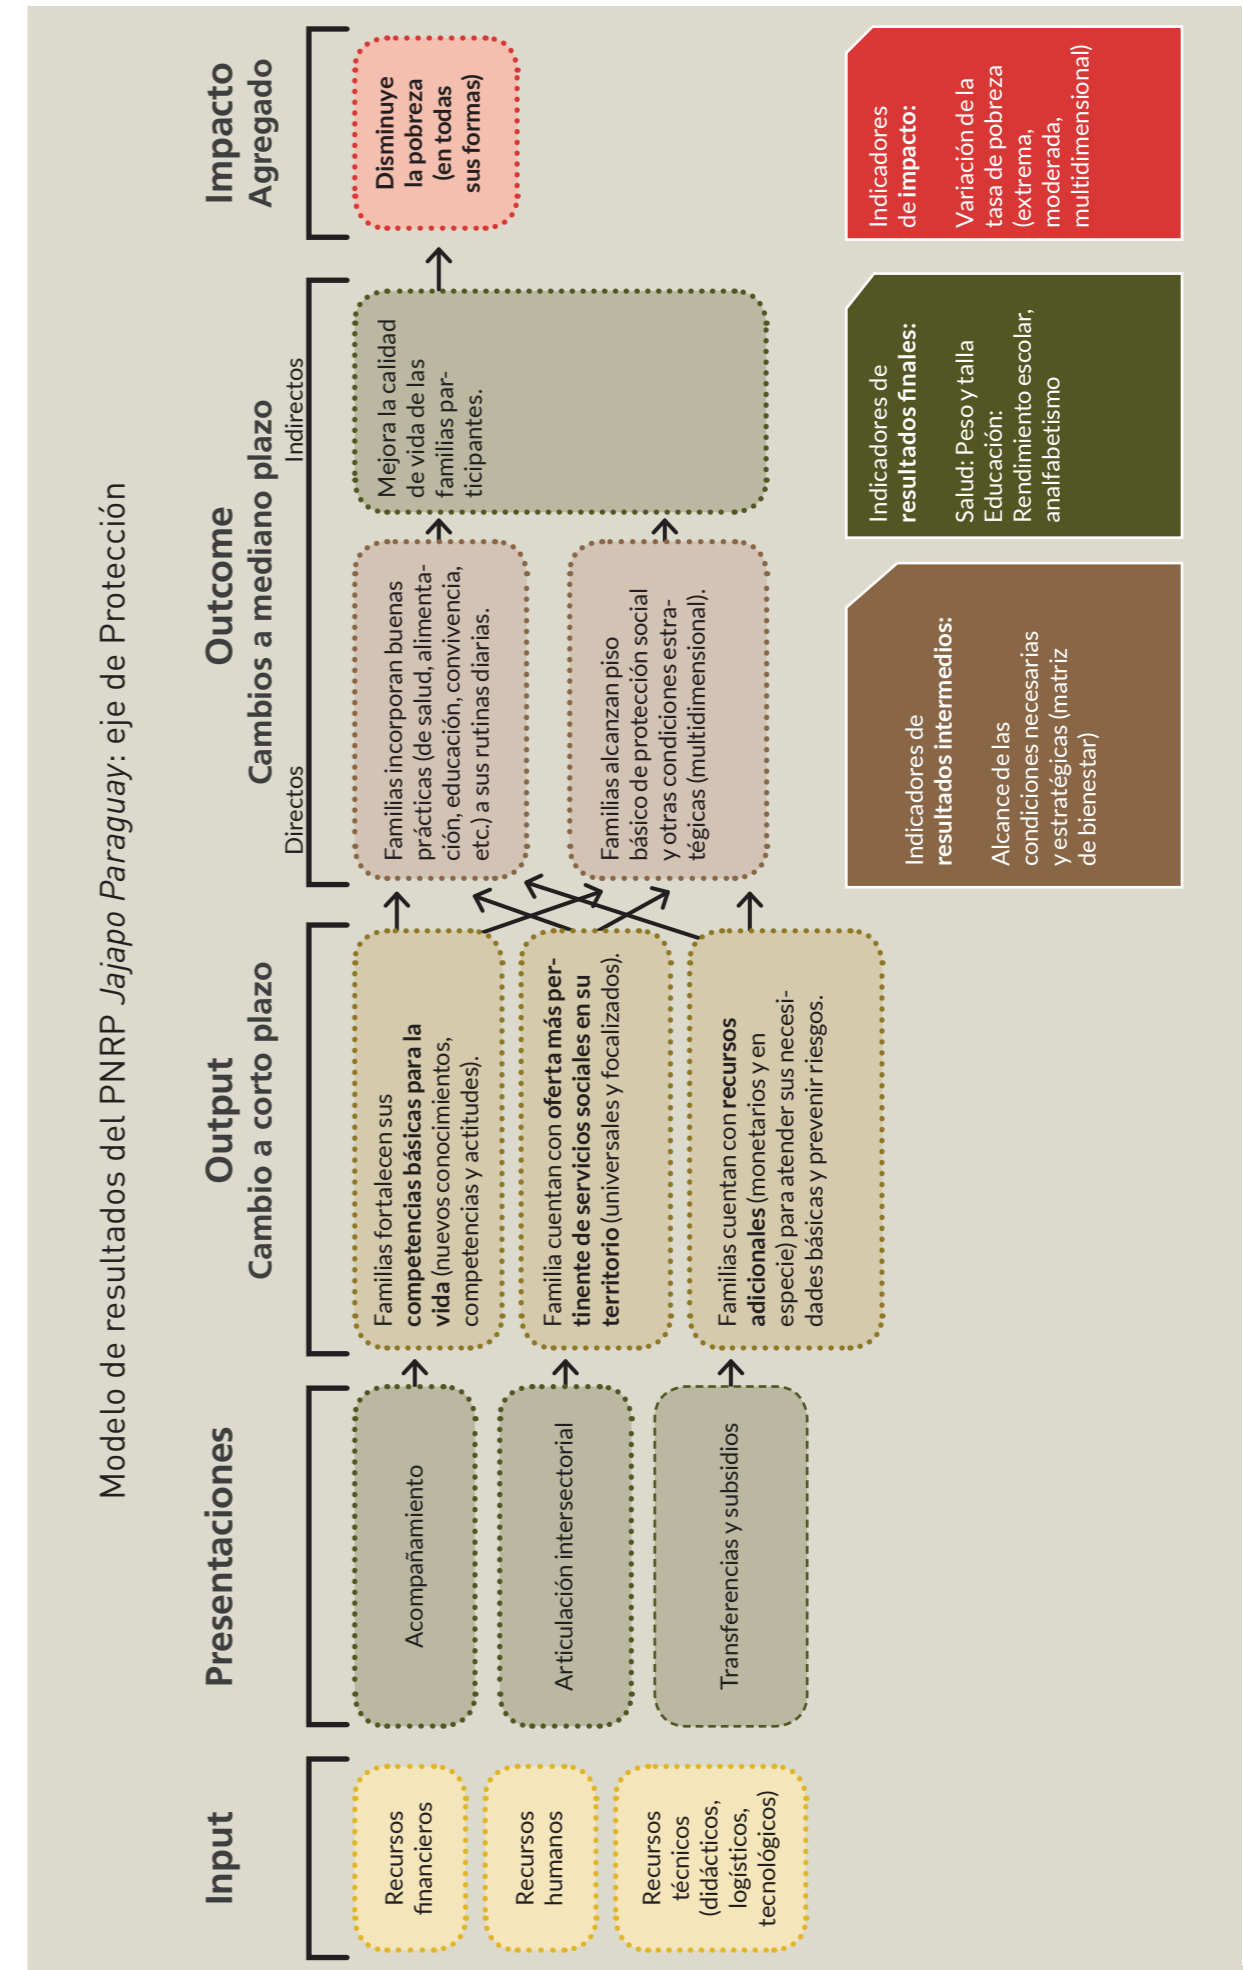 Modelo de resultados del PNRP Jajapo Paraguay: eje de Protección
Input
Recursos
financieros
Recursos
humanos
Recursos
técnicos
(didácticos,
logísticos,
tecnológicos)
Presentaciones
Acompañamiento
Articulación intersectorial
Transferencias y subsidios
Output
Cambio a corto plazo
Familias fortalecen sus
competencias básicas para la
vida (nuevos conocimientos,
competencias y actitudes).
Familia cuentan con oferta más per-
tinente de servicios sociales en su
territorio (universales y focalizados).
Familias cuentan con recursos
adicionales (monetarios y en
especie) para atender sus necesi-
dades básicas y prevenir riesgos.
Outcome
Cambios a mediano plazo
Directos
Indirectos
Familias incorporan buenas
prácticas (de salud, alimenta-
ción, educación, convivencia,
etc.) a sus rutinas diarias.
Familias alcanzan piso
básico de protección social
y otras condiciones estra-
tégicas (multidimensional).
Mejora la calidad
de vida de las
familias par-
ticipantes.
Impacto
Agregado
Disminuye
la pobreza
(en todas
sus formas)
Indicadores de
resultados intermedios:
Alcance de las
condiciones necesarias
y estratégicas (matriz
de bienestar)
Indicadores de
resultados finales:
Salud: Peso y talla
Educación:
Rendimiento escolar,
analfabetismo
Indicadores
de impacto:
Variación de la
tasa de pobreza
(extrema,
moderada,
multidimensional)